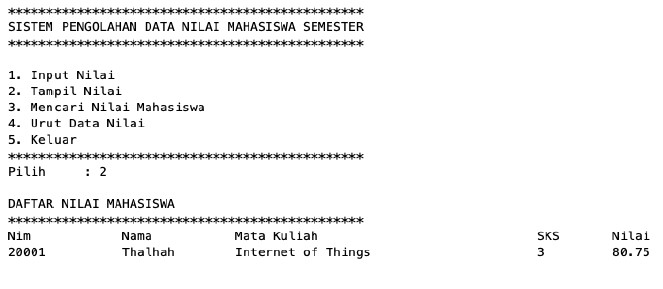 ***********************************************
SISTEM PENGOLAHAN DATA NILAI MAHASISWA SEMESTER
***********************************************
1. Input Nilai
2. Tampil Nilai
3. Mencari Nilai Mahasiswa
4. Urut Data Nilai
5. Keluar
***********************************************
Pilih     : 2
DAFTAR NILAI MAHASISWA
***********************************************
Nim            Nama           Mata Kuliah                             SKS       Nilai
20001          Thalhah        Internet of Things                      3         80.75